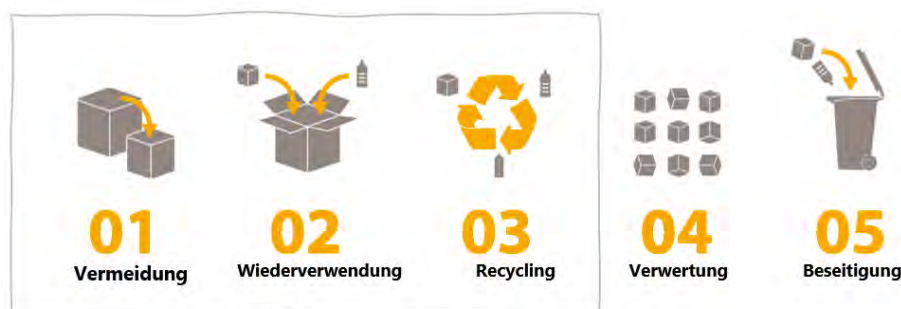 01
Vermeidung
02
Wiederverwendung
03
Recycling
04
Verwertung
05
Beseitigung